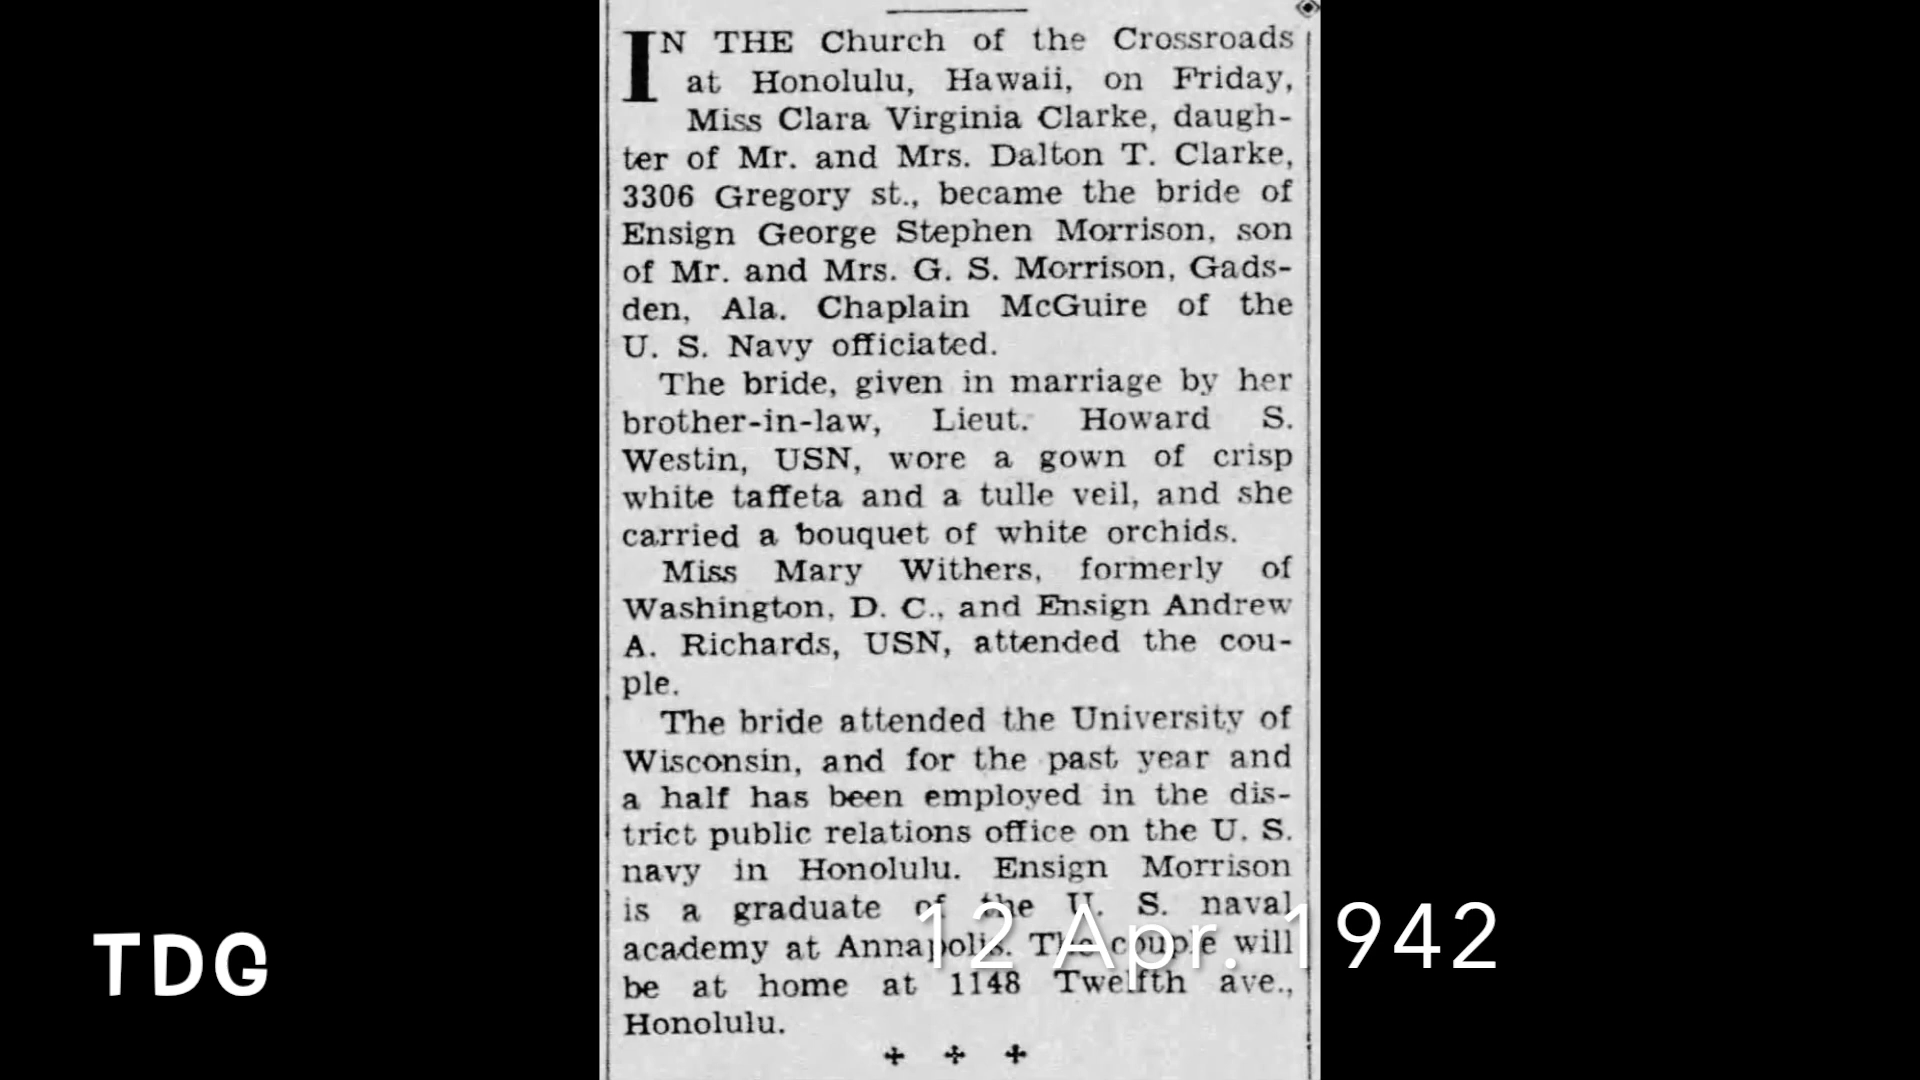 IN THE Church of the Crossroads
at Honolulu, Hawaii, on Friday,
Miss Clara Virginia Clarke, daugh-
ter of Mr. and Mrs. Dalton T. Clarke,
3306 Gregory st., became the bride of
Ensign George Stephen Morrison, son
of Mr. and Mrs. G. S. Morrison, Gads-
den, Ala. Chaplain McGuire of the
U. S. Navy officiated.
The bride, given in marriage by her
brother-in-law, Lieut. Howard S.
Westin, USN, wore a gown of crisp
white taffeta and a tulle veil, and she
carried a bouquet of white orchids.
Miss Mary Withers, formerly of
Washington, D. C., and Ensign Andrew
A. Richards, USN, attended the cou-
ple.
The bride attended the University of
Wisconsin, and for the past year and
a half has been employed in the dis-
trict public relations office on the U. S.
navy in Honolulu. Ensign Morrison
is a graduate of the U. S. naval
academy at Annapolis. The couple will
be at home at 1148 Twelfth ave.,
Honolulu.
TDG
12 Apr. 1942